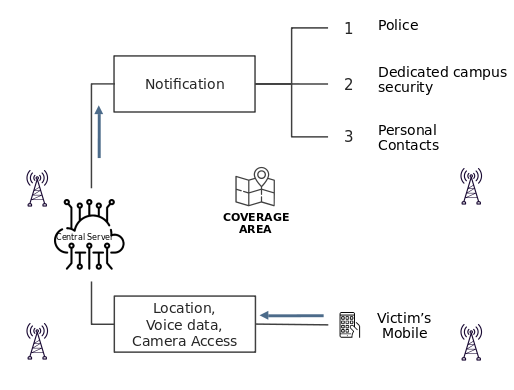 1 Police
Notification
2 Dedicated campus
security
3 Personal
Contacts
COVERAGE
AREA
Central Server
Location,
Voice data,
Camera Access
Victim’s
Mobile